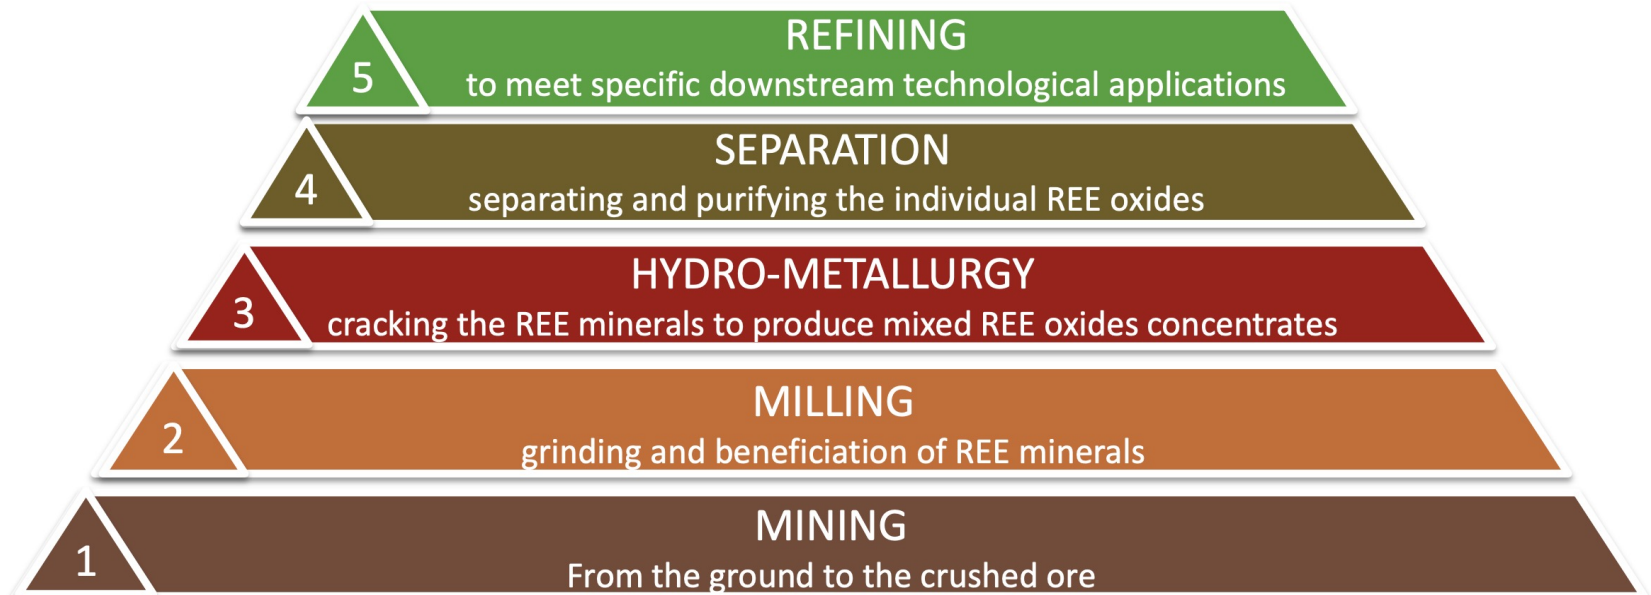 5
REFINING
to meet specific downstream technological applications
4
SEPARATION
separating and purifying the individual REE oxides
3
HYDRO-METALLURGY
cracking the REE minerals to produce mixed REE oxides concentrates
2
MILLING
grinding and beneficiation of REE minerals
1
MINING
From the ground to the crushed ore